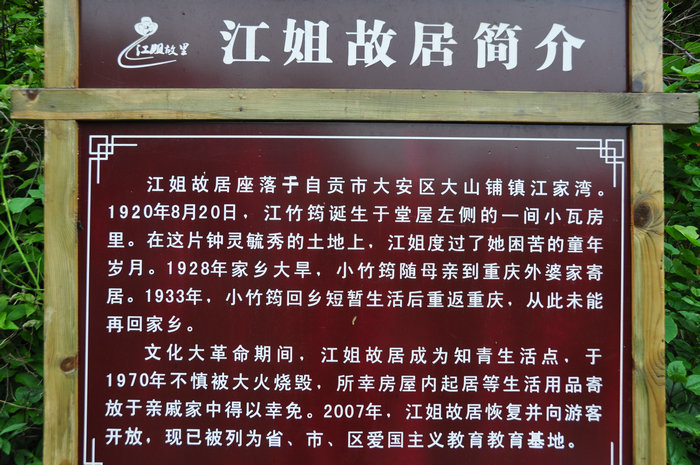 江姐故里
江姐故居简介
江姐故居座落于自贡市大安区大山铺镇江家湾。
1920年8月20日，江竹筠诞生于堂屋左侧的一间小瓦房
里。在这片钟灵毓秀的土地上，江姐度过了她困苦的童年
岁月。1928年家乡大旱，小竹筠随母亲到重庆外婆家寄
居。1933年，小竹筠回乡短暂生活后重返重庆，从此未能
再回家乡。
文化大革命期间，江姐故居成为知青生活点，于
1970年不慎被大火烧毁，所幸房屋内起居等生活用品寄
放于亲戚家中得以幸免。2007年，江姐故居恢复并向游客
开放，现已被列为省、市、区爱国主义教育教育基地。